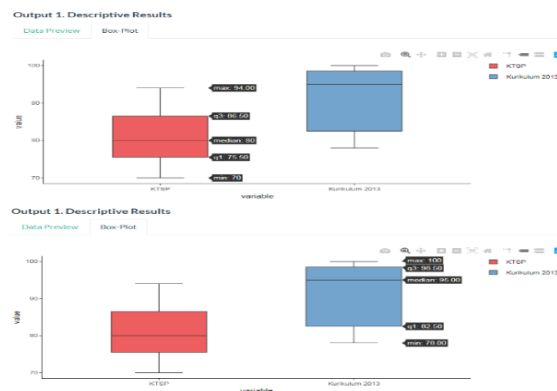 Output 1. Descriptive Results
Data Preview Box-Plot
KTSP
Kurikulum 2013
100
90
80
70
value
max: 94.00
q3: 86.50
median: 80
q1: 75.50
min: 70
KTSP Kurikulum 2013
variable
Output 1. Descriptive Results
Data Preview Box-Plot
KTSP
Kurikulum 2013
100
90
80
70
value
max: 100
q3: 98.50
median: 95.00
q1: 82.50
min: 78.00
KTSP Kurikulum 2013
variable